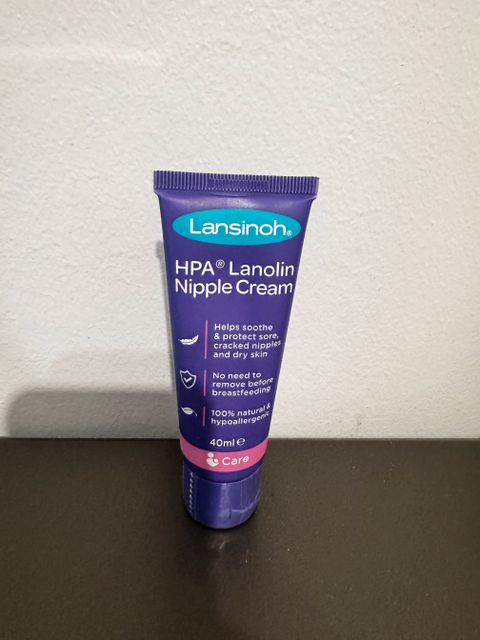 Lansinoh®
HPA® Lanolin
Nipple Cream
Helps soothe
& protect sore,
cracked nipples
and dry skin
No need to
remove before
breastfeeding
100% natural &
hypoallergenic
40ml ℮
Care